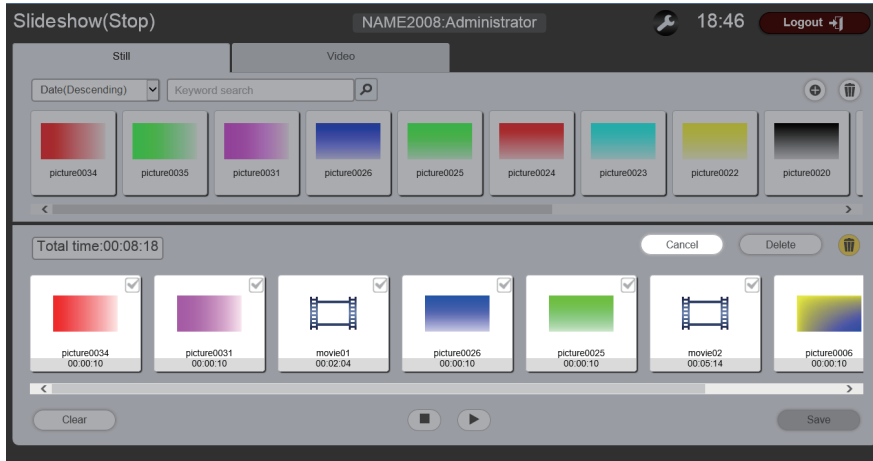 Slideshow(Stop)
NAME2008:Administrator
18:46
Logout
Still
Video
Date(Descending)
Keyword search
picture0034
picture0035
picture0031
picture0026
picture0025
picture0024
picture0023
picture0022
picture0020
Total time:00:08:18
Cancel
Delete
picture0034
00:00:10
picture0031
00:00:10
movie01
00:02:04
picture0026
00:00:10
picture0025
00:00:10
movie02
00:05:14
picture0006
00:00:10
Clear
Save